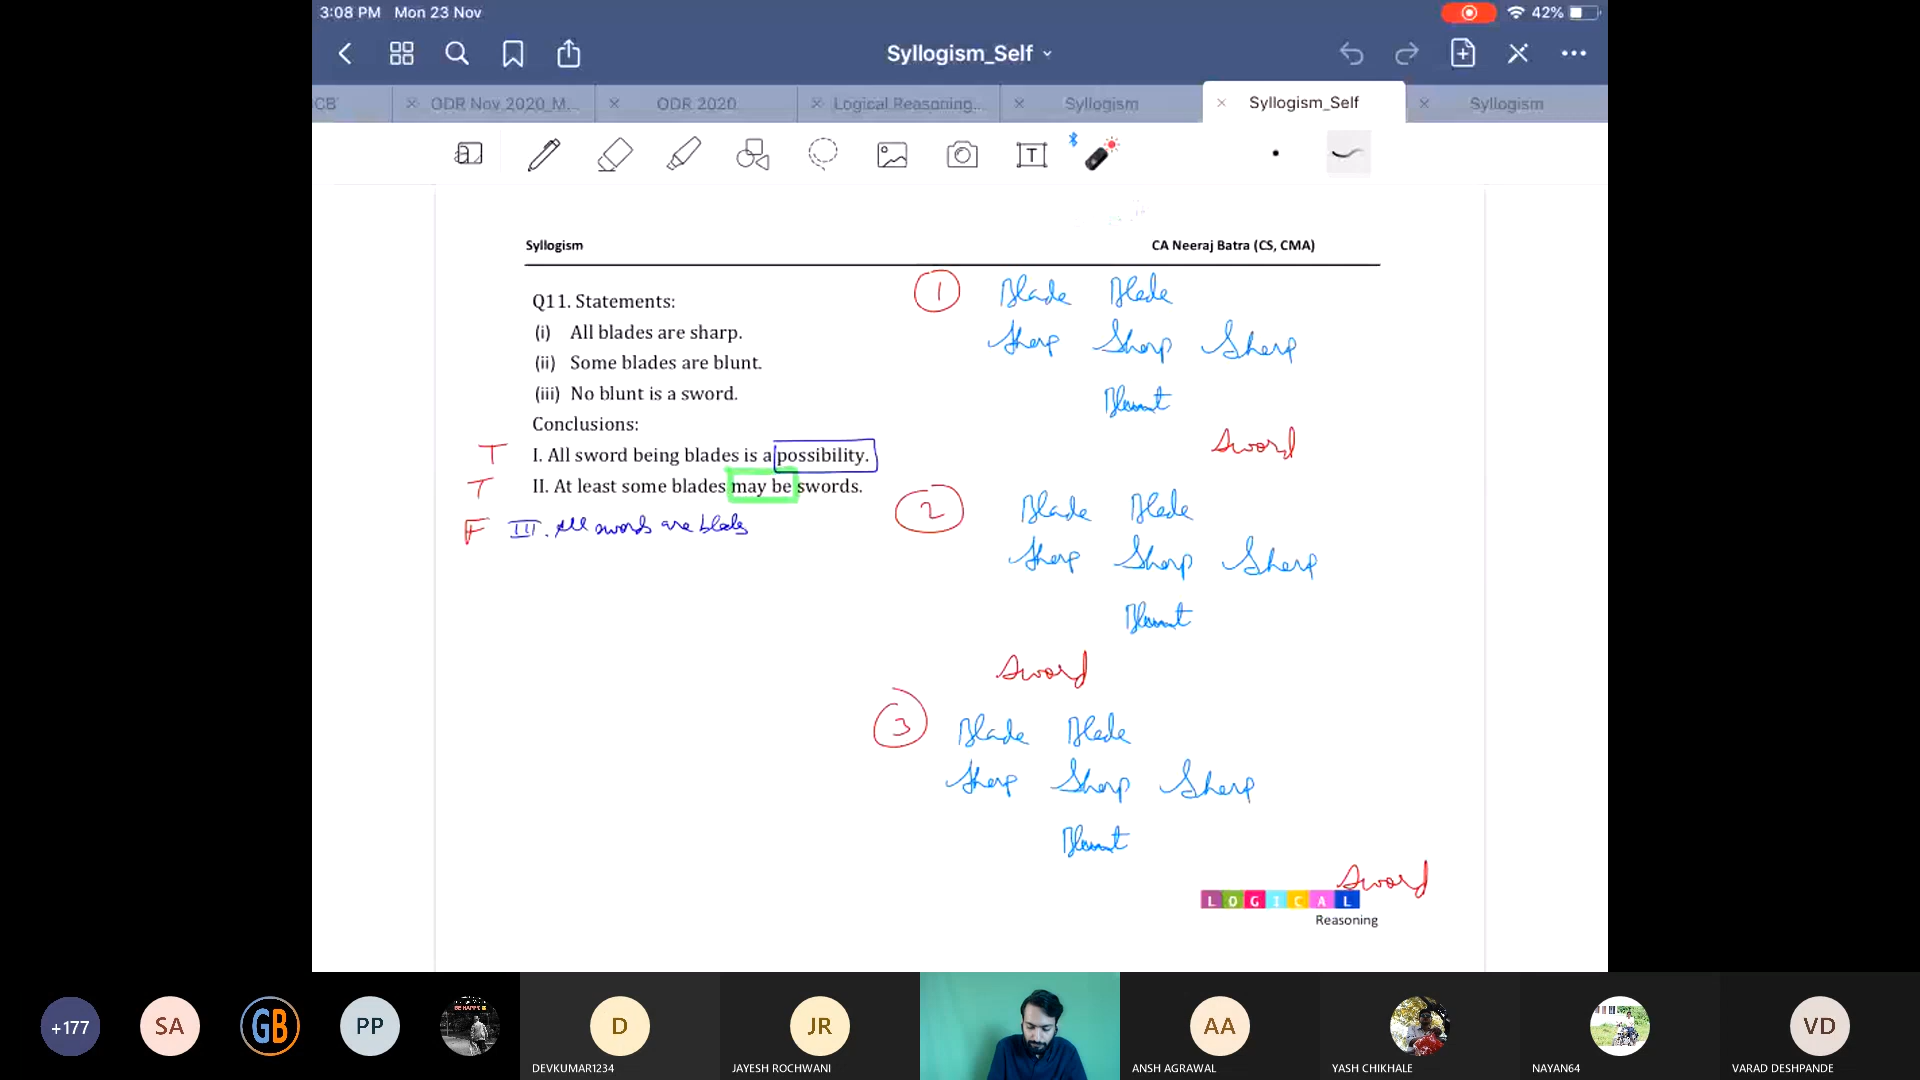 3:08 PM Mon 23 Nov
42%
Syllogism_Self
CB
ODR Nov 2020_M...
ODR 2020
Logical Reasoning...
Syllogism
Syllogism_Self
Syllogism
T
Syllogism
CA Neeraj Batra (CS, CMA)
Q11. Statements:
(i) All blades are sharp.
(ii) Some blades are blunt.
(iii) No blunt is a sword.
Conclusions:
T I. All sword being blades is a possibility.
T II. At least some blades may be swords.
F III. All swords are blades
1 Blade Blade
Sharp Sharp Sharp
Blunt
Sword
2 Blade Blade
Sharp Sharp Sharp
Blunt
Sword
3 Blade Blade
Sharp Sharp Sharp
Blunt
Sword
LOGICAL
Reasoning
+177
SA
GB
PP
BE HAPPY
D
DEVKUMAR1234
JR
JAYESH ROCHWANI
AA
ANSH AGRAWAL
YASH CHIKHALE
NAYAN64
VD
VARAD DESHPANDE